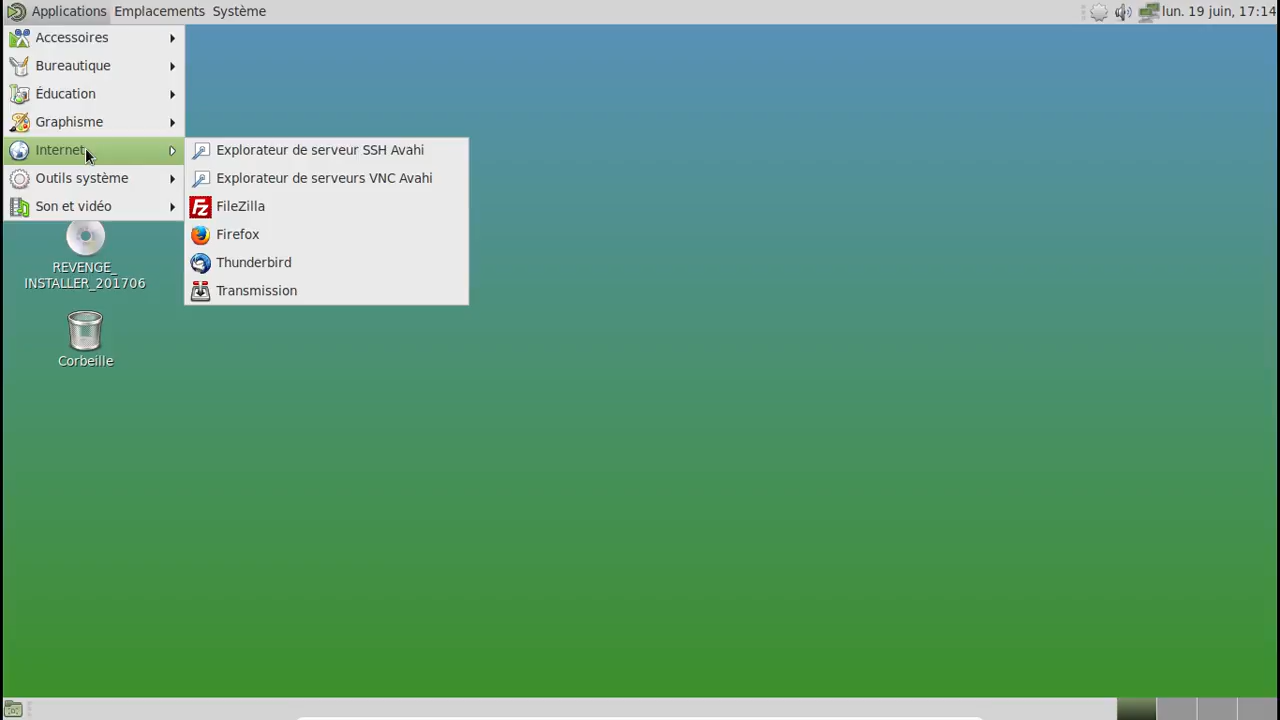 Applications Emplacements Système lun. 19 juin, 17:14
Accessoires
Bureautique
Éducation
Graphisme
Internet
Outils système
Son et vidéo
Explorateur de serveur SSH Avahi
Explorateur de serveurs VNC Avahi
FileZilla
Firefox
Thunderbird
Transmission
REVENGE_
INSTALLER_201706
Corbeille